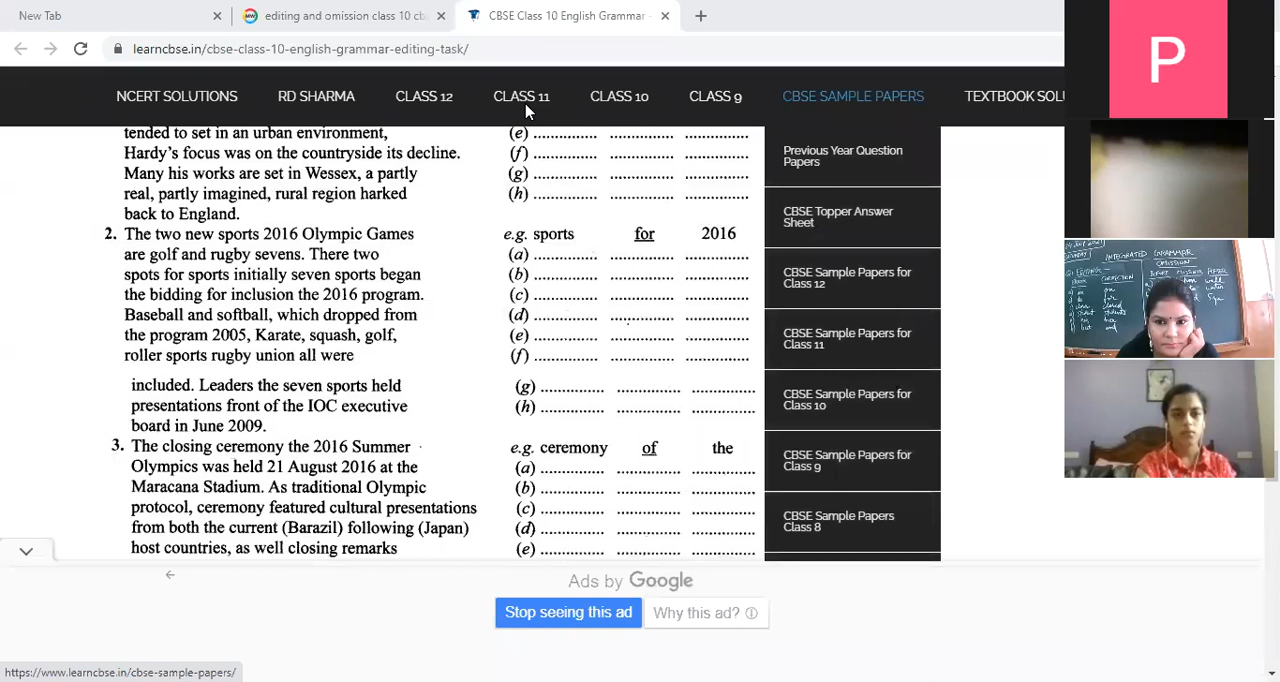 New Tab
editing and omission class 10 cb
CBSE Class 10 English Grammar
learncbse.in/cbse-class-10-english-grammar-editing-task/
NCERT SOLUTIONS RD SHARMA CLASS 12 CLASS 11 CLASS 10 CLASS 9 CBSE SAMPLE PAPERS TEXTBOOK SOLU
P
tended to set in an urban environment, (e) .............. .............. ..............
Hardy's focus was on the countryside its decline. (f) .............. .............. ..............
Many his works are set in Wessex, a partly (g) .............. .............. ..............
real, partly imagined, rural region harked (h) .............. .............. ..............
back to England.
2. The two new sports 2016 Olympic Games e.g. sports for 2016
are golf and rugby sevens. There two (a) .............. .............. ..............
spots for sports initially seven sports began (b) .............. .............. ..............
the bidding for inclusion the 2016 program. (c) .............. .............. ..............
Baseball and softball, which dropped from (d) .............. .............. ..............
the program 2005, Karate, squash, golf, (e) .............. .............. ..............
roller sports rugby union all were (f) .............. .............. ..............
included. Leaders the seven sports held (g) .............. .............. ..............
presentations front of the IOC executive (h) .............. .............. ..............
board in June 2009.
3. The closing ceremony the 2016 Summer e.g. ceremony of the
Olympics was held 21 August 2016 at the (a) .............. .............. ..............
Maracana Stadium. As traditional Olympic (b) .............. .............. ..............
protocol, ceremony featured cultural presentations (c) .............. .............. ..............
from both the current (Barazil) following (Japan) (d) .............. .............. ..............
host countries, as well closing remarks (e) .............. .............. ..............
Previous Year Question
Papers
CBSE Topper Answer
Sheet
CBSE Sample Papers for
Class 12
CBSE Sample Papers for
Class 11
CBSE Sample Papers for
Class 10
CBSE Sample Papers for
Class 9
CBSE Sample Papers
Class 8
INTEGRATED GRAMMAR
OMISSION
Ads by Google
Stop seeing this ad
Why this ad?
https://www.learncbse.in/cbse-sample-papers/